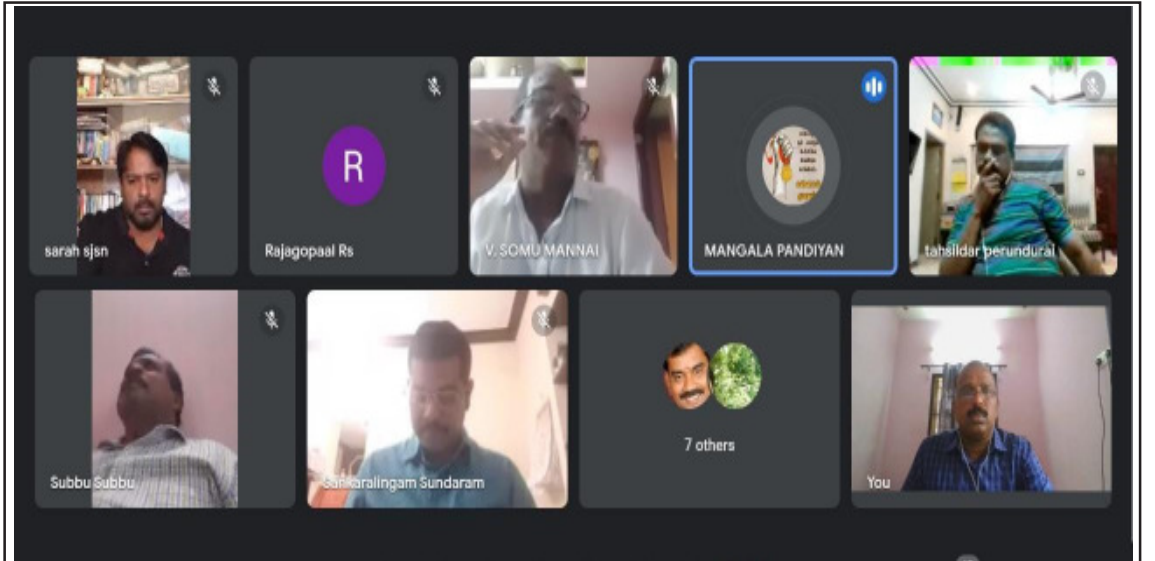 sarah sjsn
R
Rajagopaal Rs
V. SOMU MANNAI
MANGALA PANDIYAN
tahsildar perundurai
Subbu Subbu
Sankaralingam Sundaram
7 others
You